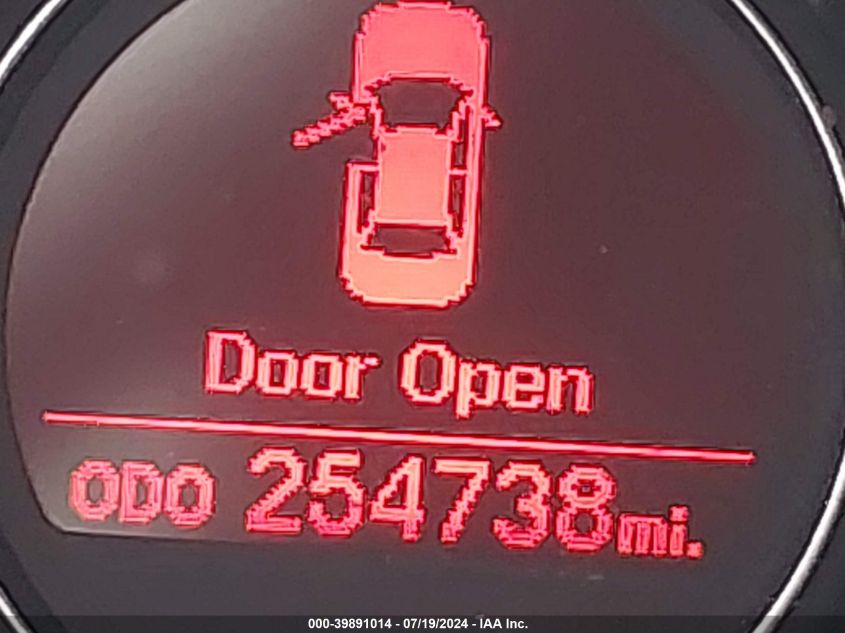 Door Open
ODO 254738 mi.
000-39891014 - 07/19/2024 - IAA Inc.